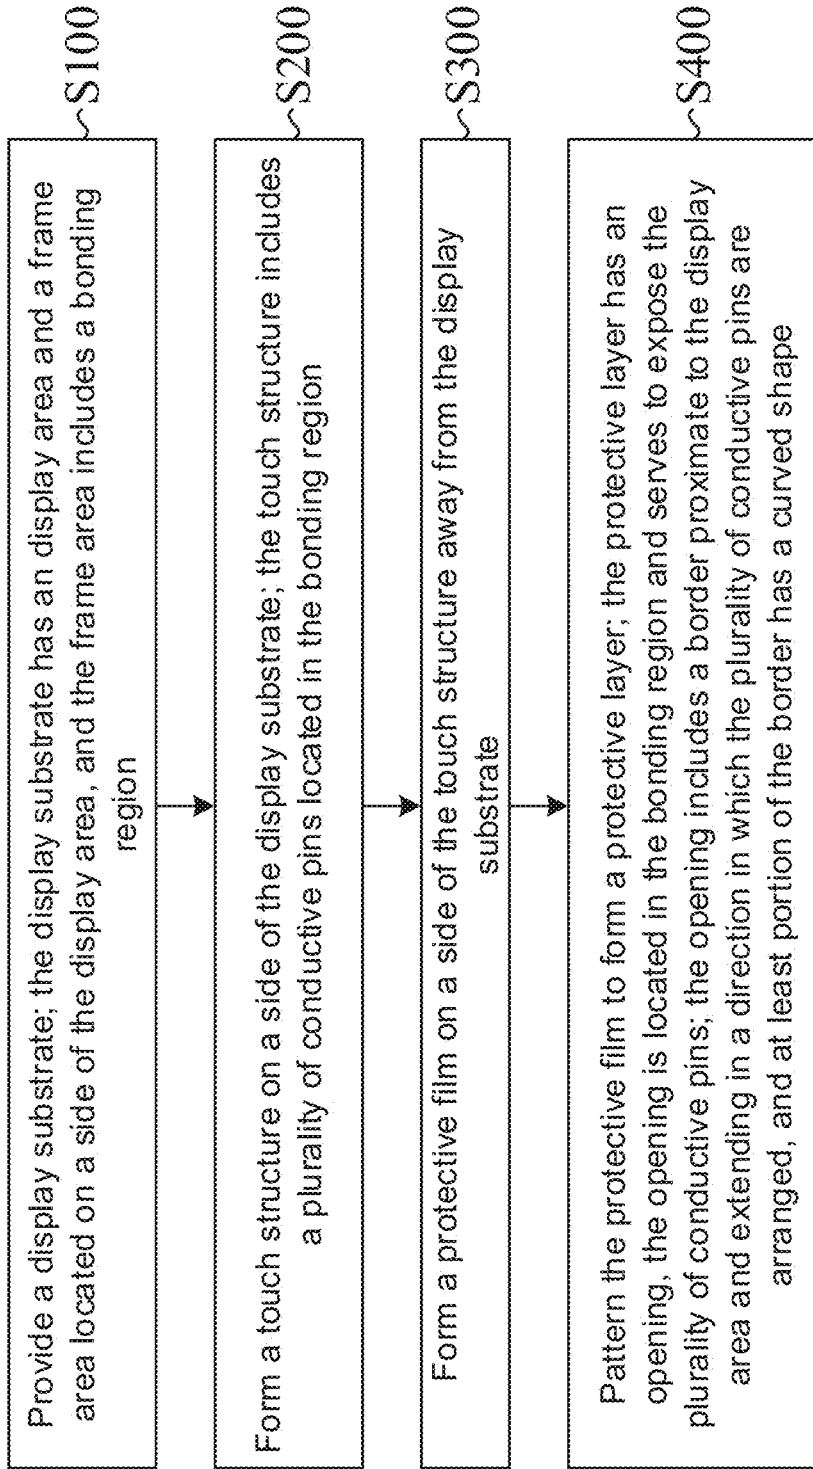 Provide a display substrate; the display substrate has an display area and a frame
area located on a side of the display area, and the frame area includes a bonding
region
~S100
Form a touch structure on a side of the display substrate; the touch structure includes
a plurality of conductive pins located in the bonding region
~S200
Form a protective film on a side of the touch structure away from the display
substrate
~S300
Pattern the protective film to form a protective layer; the protective layer has an
opening, the opening is located in the bonding region and serves to expose the
plurality of conductive pins; the opening includes a border proximate to the display
area and extending in a direction in which the plurality of conductive pins are
arranged, and at least portion of the border has a curved shape
~S400